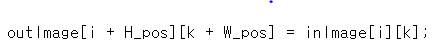 outImage[i + H_pos][k + W_pos] = inImage[i][k];